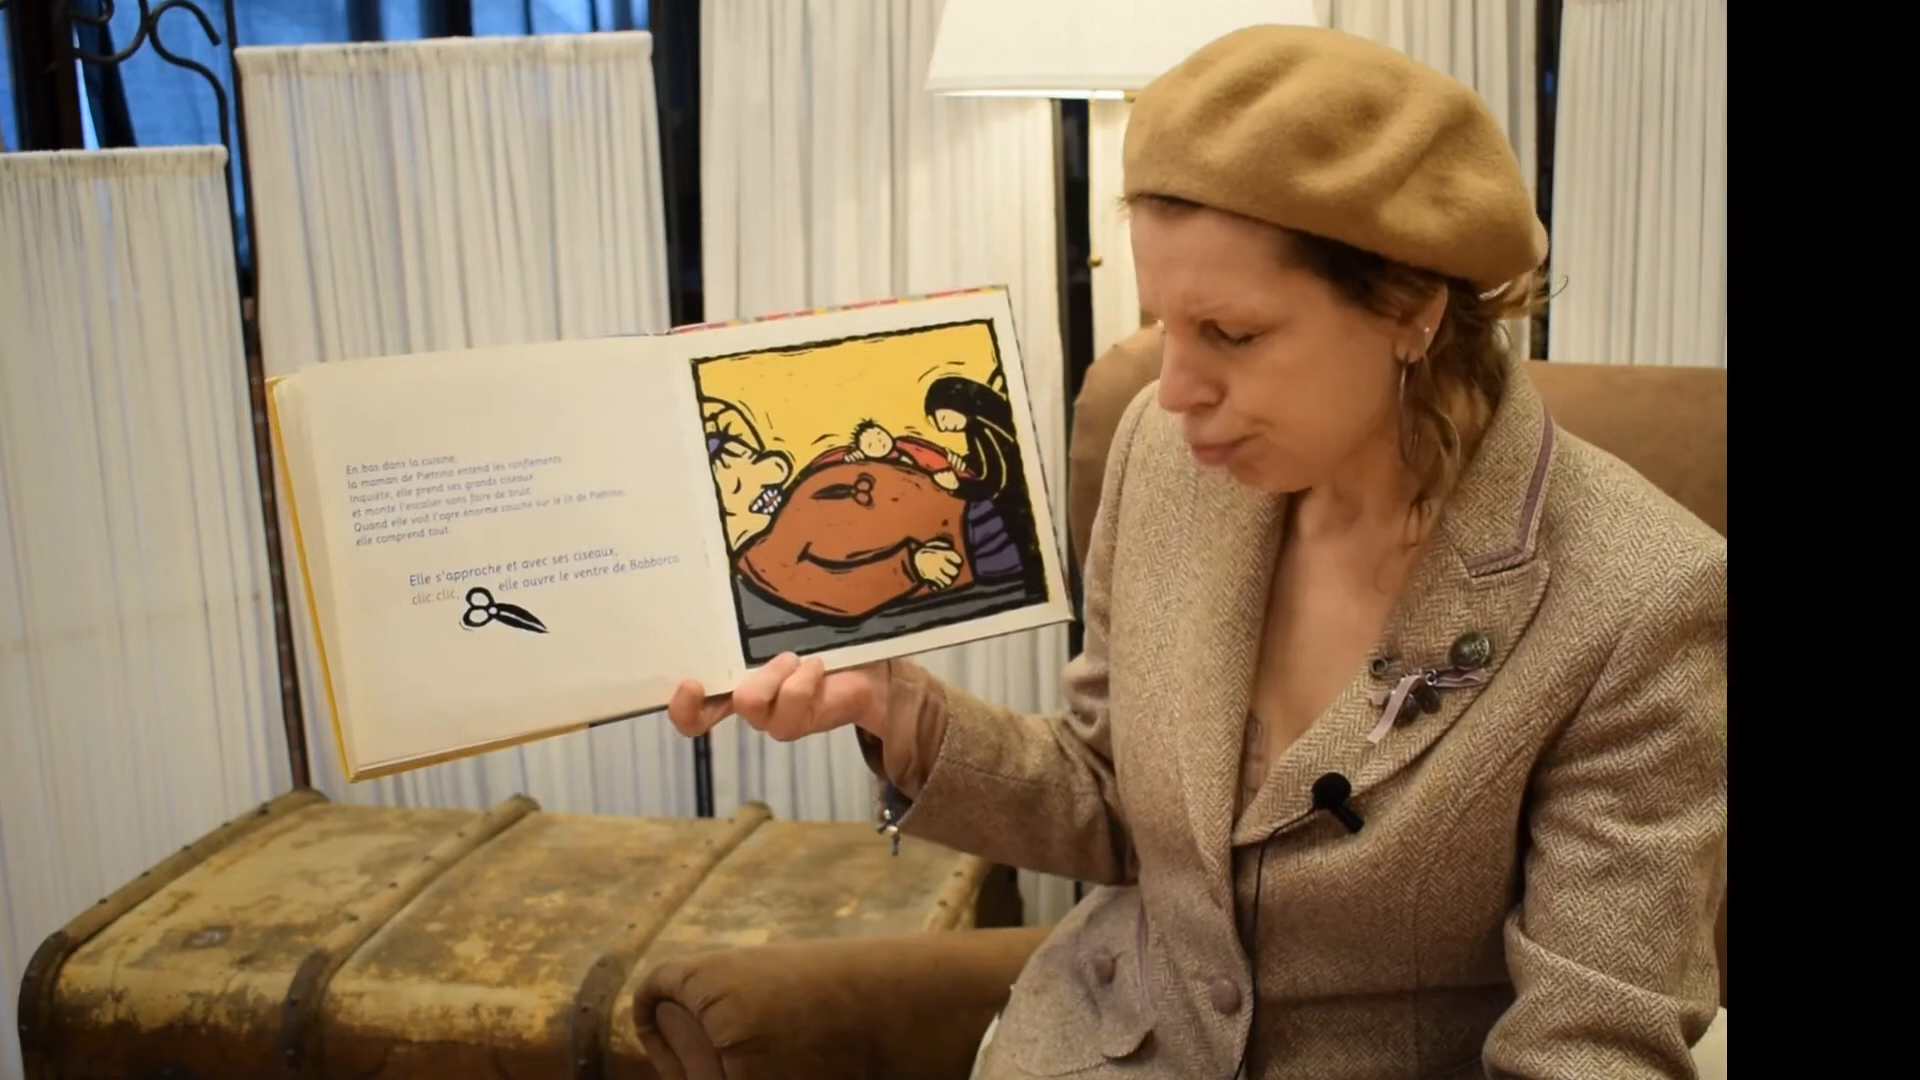 En bas dans la cuisine,
la maman de Pietrino entend les ronflements.
Inquiète, elle prend ses grands ciseaux
et monte l'escalier sans faire de bruit.
Quand elle voit l'ogre énorme couché sur le lit de Pietrino,
elle comprend tout.
Elle s'approche et avec ses ciseaux,
clic clic, elle ouvre le ventre de Babborco.